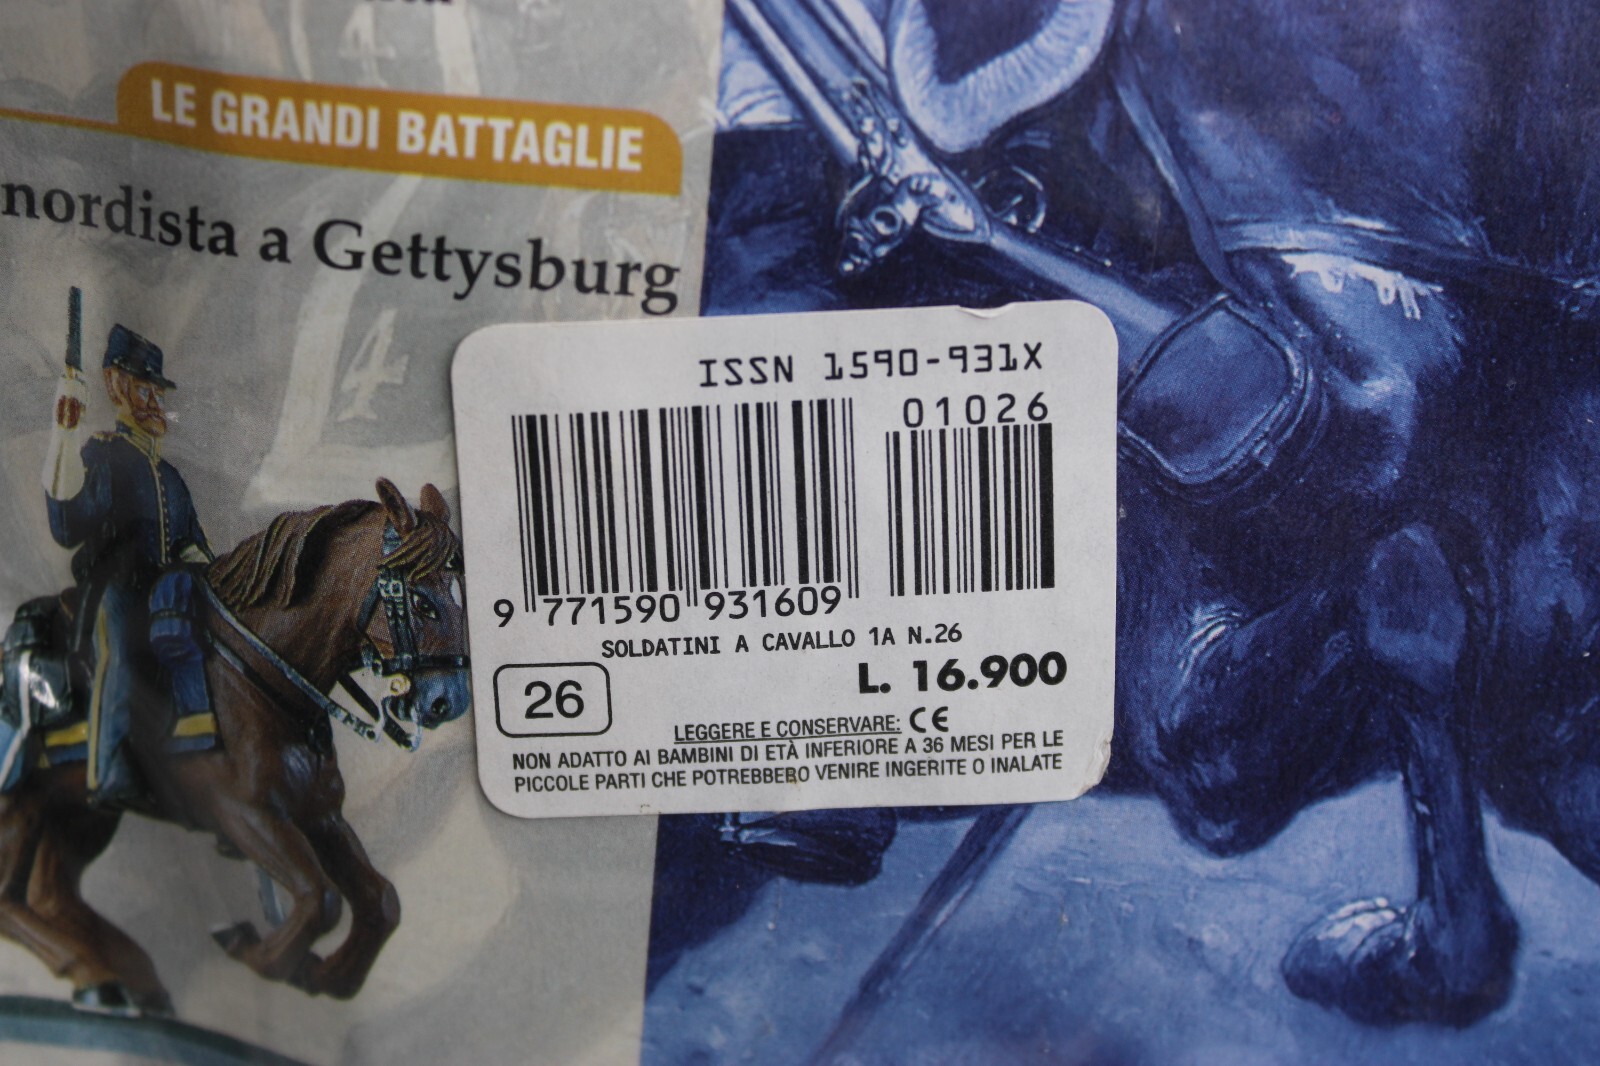 LE GRANDI BATTAGLIE
nordista a Gettysburg
ISSN 1590-931X
01026
9 771590 931609
SOLDATINI A CAVALLO 1A N.26
26
L. 16.900
LEGGERE E CONSERVARE: CE
NON ADATTO AI BAMBINI DI ETÀ INFERIORE A 36 MESI PER LE
PICCOLE PARTI CHE POTREBBERO VENIRE INGERITE O INALATE